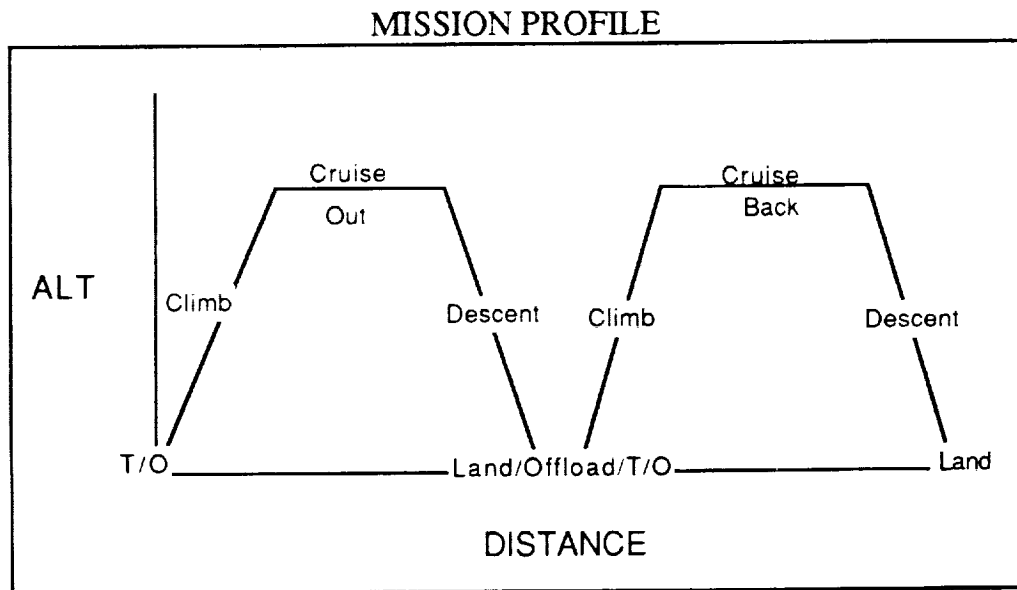 MISSION PROFILE
Cruise
Out
Cruise
Back
ALT
Climb
Descent
Climb
Descent
T/O
Land/Offload/T/O
Land
DISTANCE